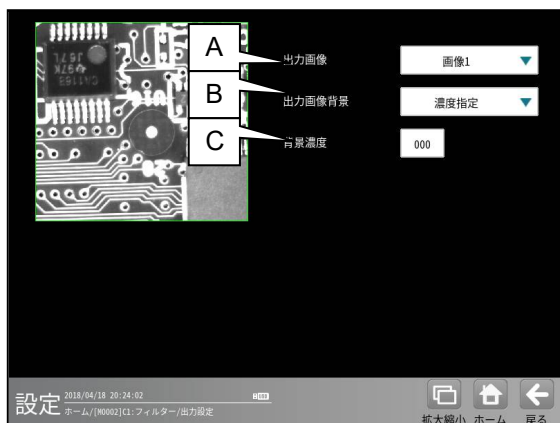 A
出力画像
画像1
B
出力画像背景
濃度指定
C
背景濃度
000
設定
2018/04/18 20:24:02
ホーム/[M0002]C1:フィルター/出力設定
拡大縮小
ホーム
戻る